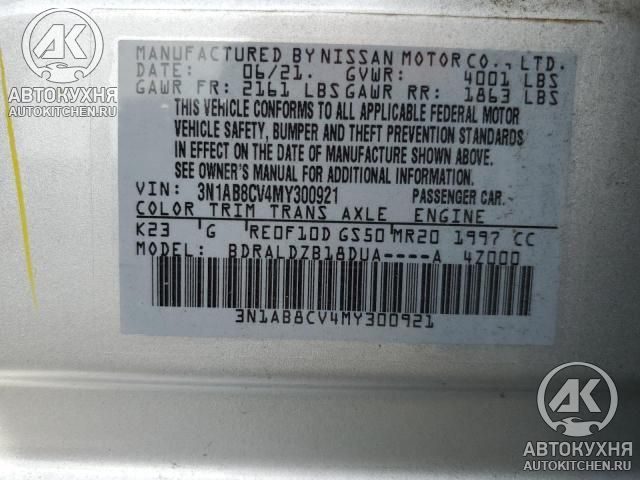 MANUFACTURED BY NISSAN MOTOR CO., LTD.
DATE: 06/21. GVWR: 4001 LBS
GAWR FR: 2161 LBS GAWR RR: 1863 LBS
THIS VEHICLE CONFORMS TO ALL APPLICABLE FEDERAL MOTOR
VEHICLE SAFETY, BUMPER AND THEFT PREVENTION STANDARDS
IN EFFECT ON THE DATE OF MANUFACTURE SHOWN ABOVE.
SEE OWNER'S MANUAL FOR ADDITIONAL INFORMATION.
VIN: 3N1AB8CV4MY300921 PASSENGER CAR.
COLOR TRIM TRANS AXLE ENGINE
K23 G RE0F10D GS50 MR20 1997 CC
MODEL: BDRALDZB18DUA----A 4Z000
3N1AB8CV4MY300921
АК
АВТОКУХНЯ
AUTOKITCHEN.RU
АК
АВТОКУХНЯ
AUTOKITCHEN.RU